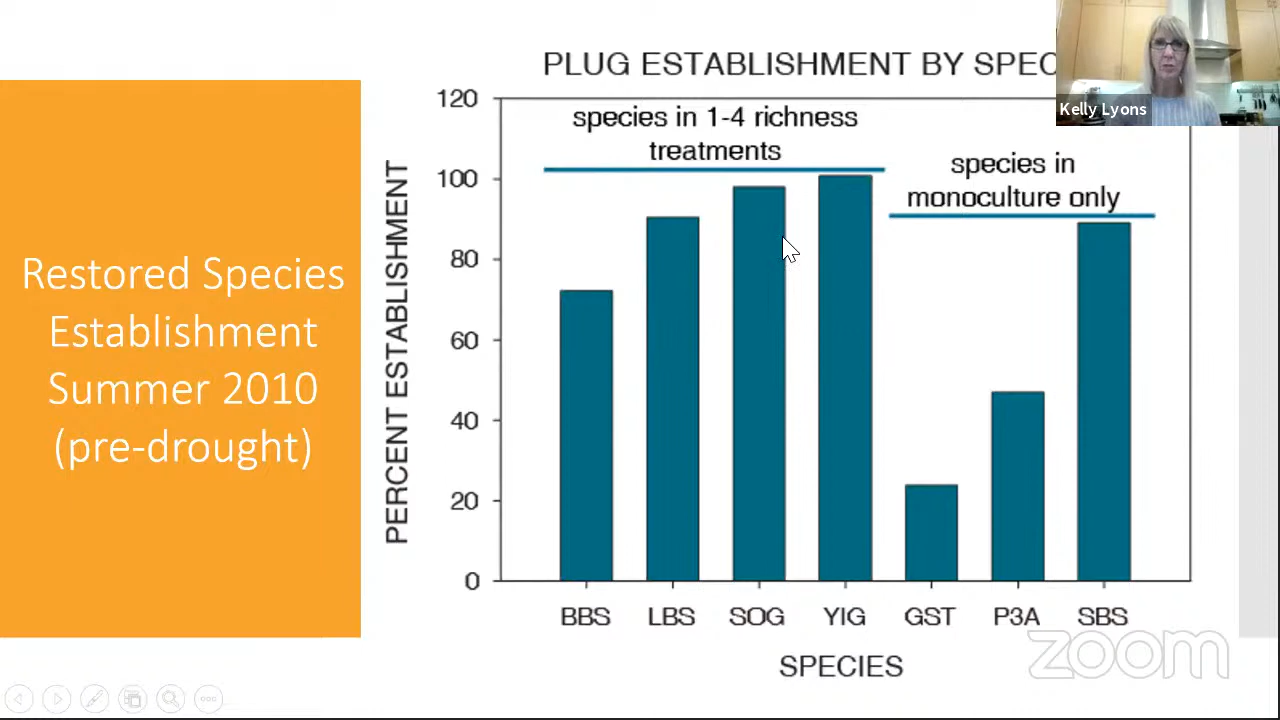 Restored Species
Establishment
Summer 2010
(pre-drought)
PLUG ESTABLISHMENT BY SPEC
Kelly Lyons
species in 1-4 richness
treatments
species in
monoculture only
PERCENT ESTABLISHMENT
120
100
80
60
40
20
0
BBS LBS SOG YIG GST P3A SBS
SPECIES
zoom